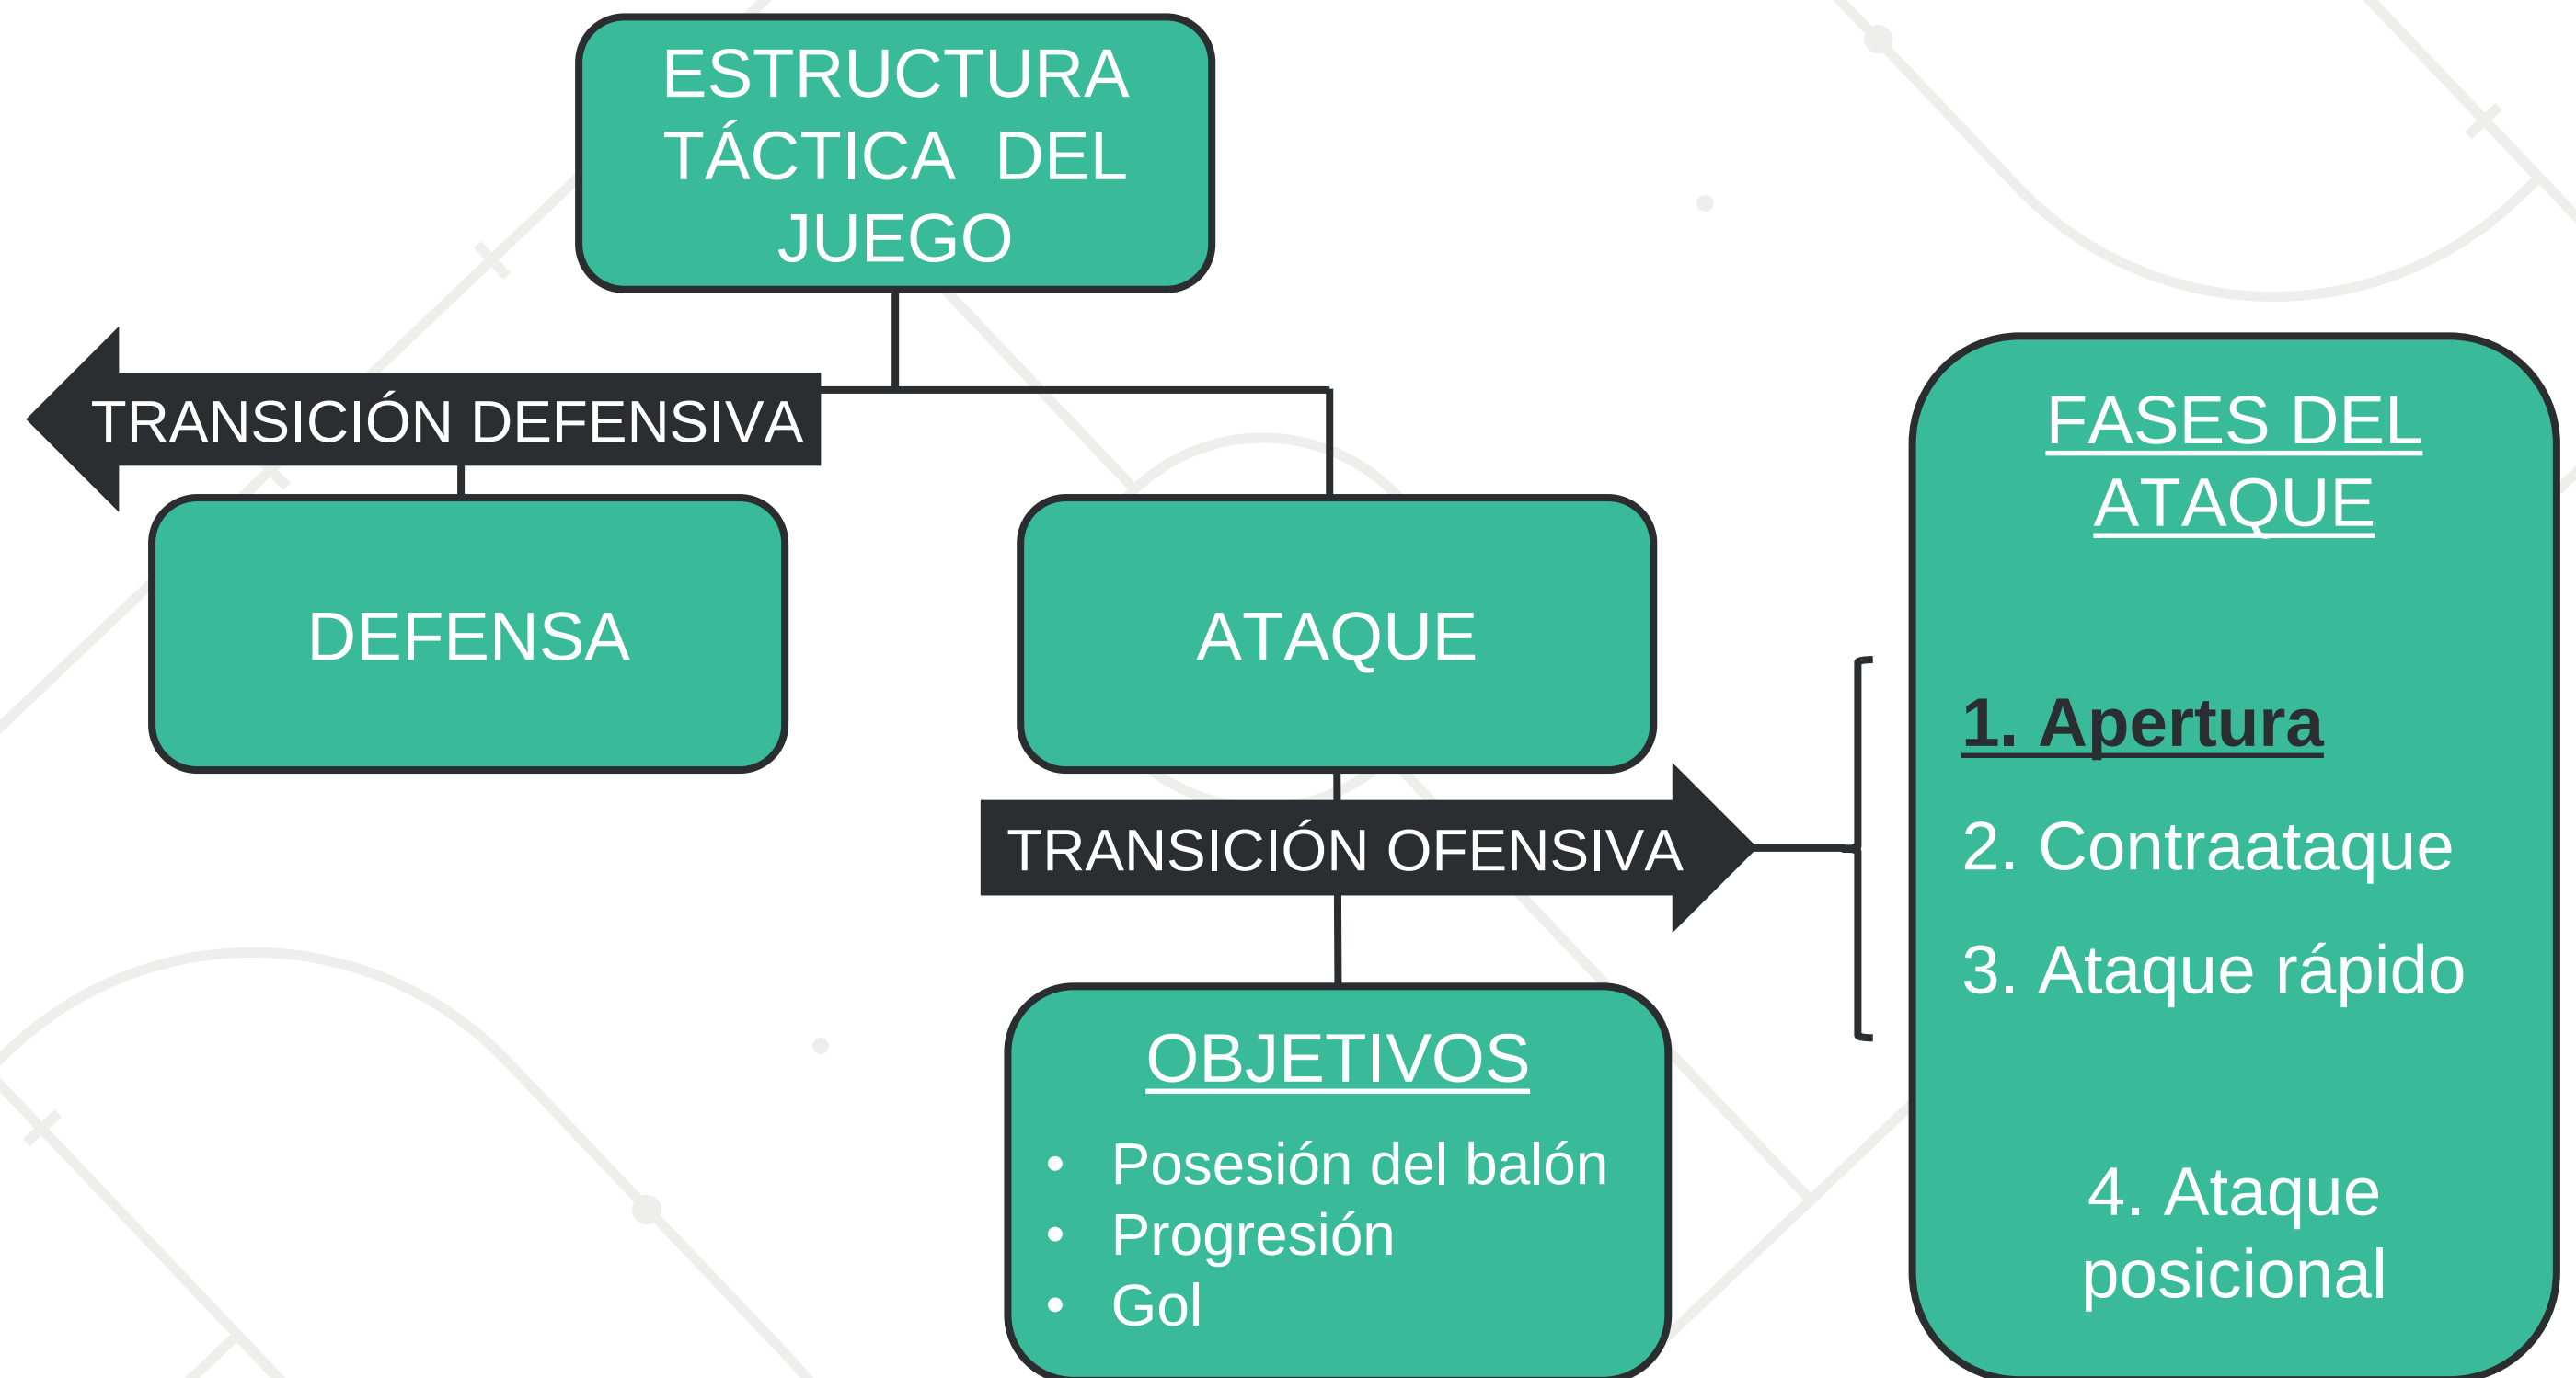 ESTRUCTURA
TÁCTICA DEL
JUEGO
TRANSICIÓN DEFENSIVA
DEFENSA
ATAQUE
TRANSICIÓN OFENSIVA
OBJETIVOS
• Posesión del balón
• Progresión
• Gol
FASES DEL
ATAQUE
1. Apertura
2. Contraataque
3. Ataque rápido
4. Ataque
posicional